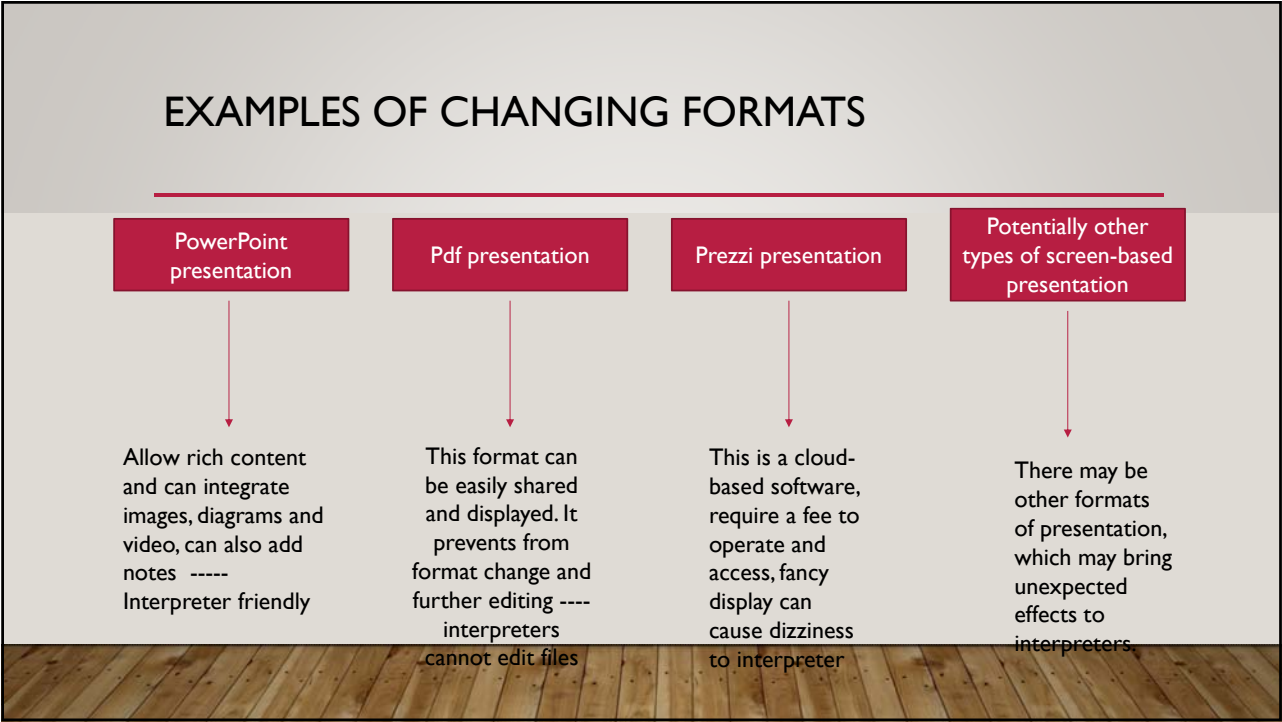 EXAMPLES OF CHANGING FORMATS
PowerPoint
presentation
Pdf presentation
Prezzi presentation
Potentially other
types of screen-based
presentation
Allow rich content
and can integrate
images, diagrams and
video, can also add
notes -----
Interpreter friendly
This format can
be easily shared
and displayed. It
prevents from
format change and
further editing ----
interpreters
cannot edit files
This is a cloud-
based software,
require a fee to
operate and
access, fancy
display can
cause dizziness
to interpreter
There may be
other formats
of presentation,
which may bring
unexpected
effects to
interpreters.